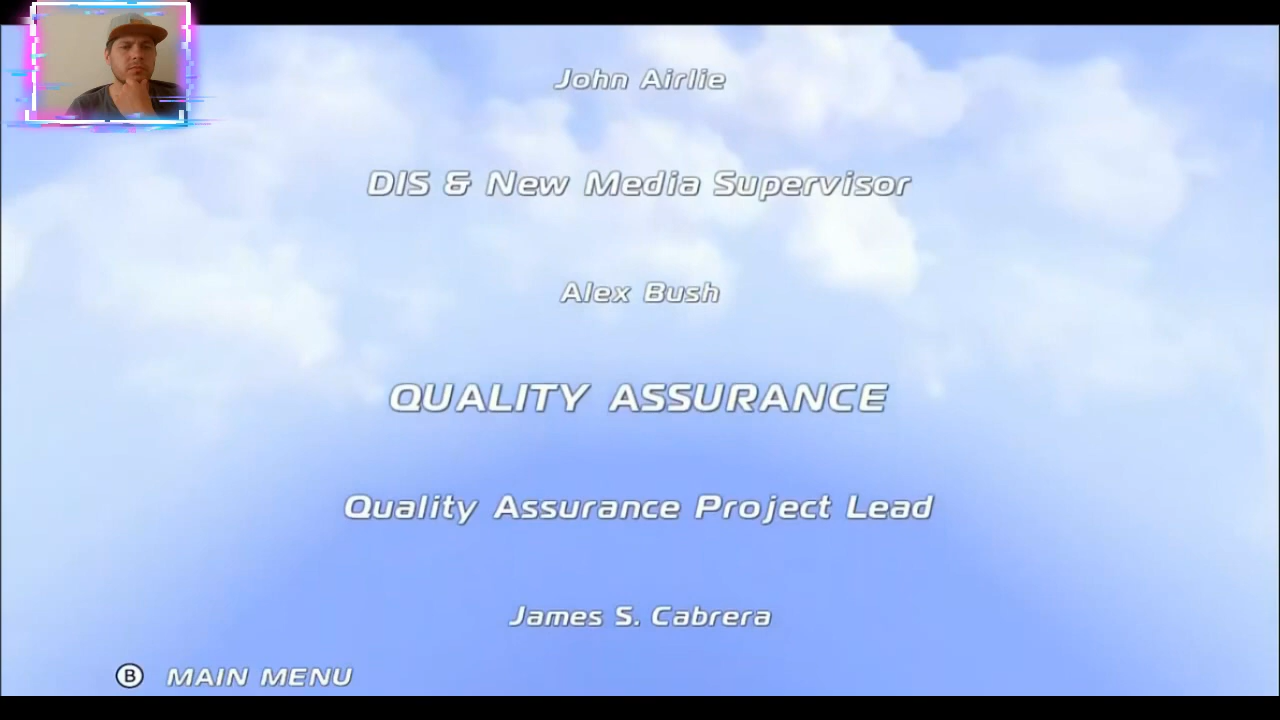 John Airlie
DIS & New Media Supervisor
Alex Bush
QUALITY ASSURANCE
Quality Assurance Project Lead
James S. Cabrera
B MAIN MENU